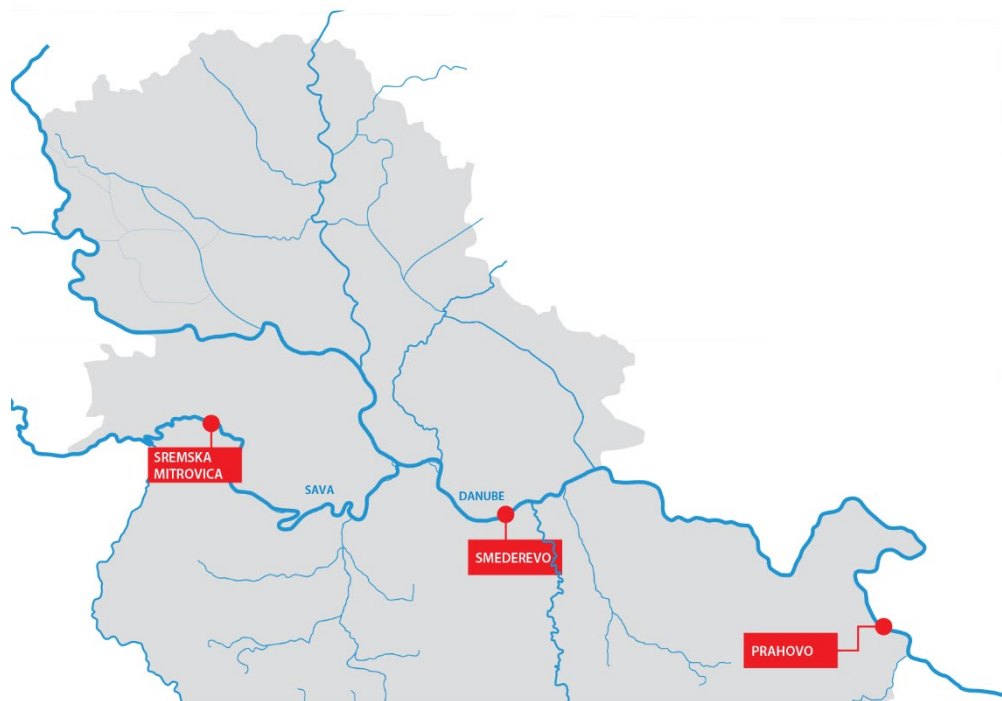 SREMSKA
MITROVICA
SAVA
DANUBE
SMEDEREVO
PRAHOVO